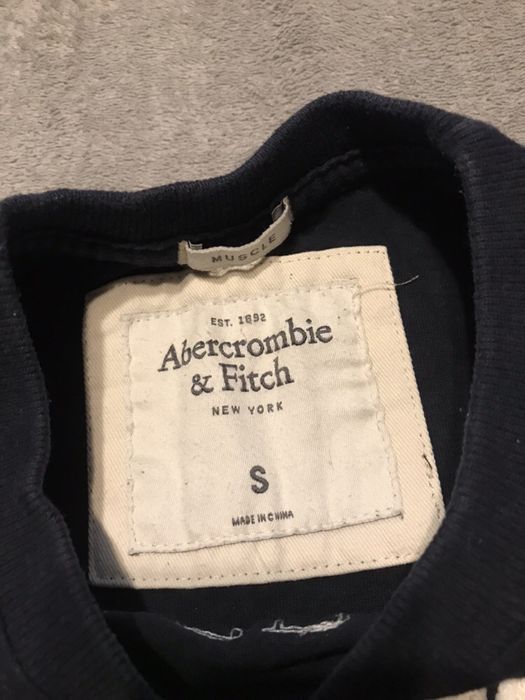 MUSCLE
EST. 1892
Abercrombie
& Fitch
NEW YORK
S
MADE IN CHINA